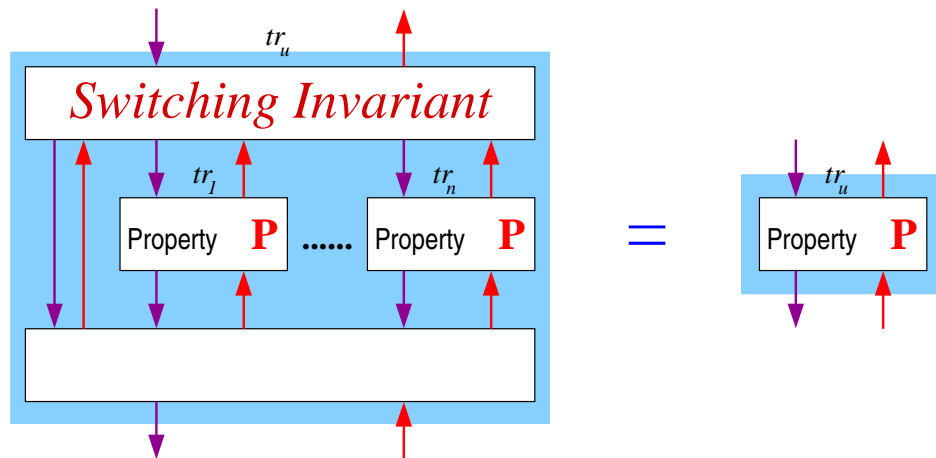 tr_u
Switching Invariant
tr_1 tr_n tr_u
Property P ...... Property P = Property P